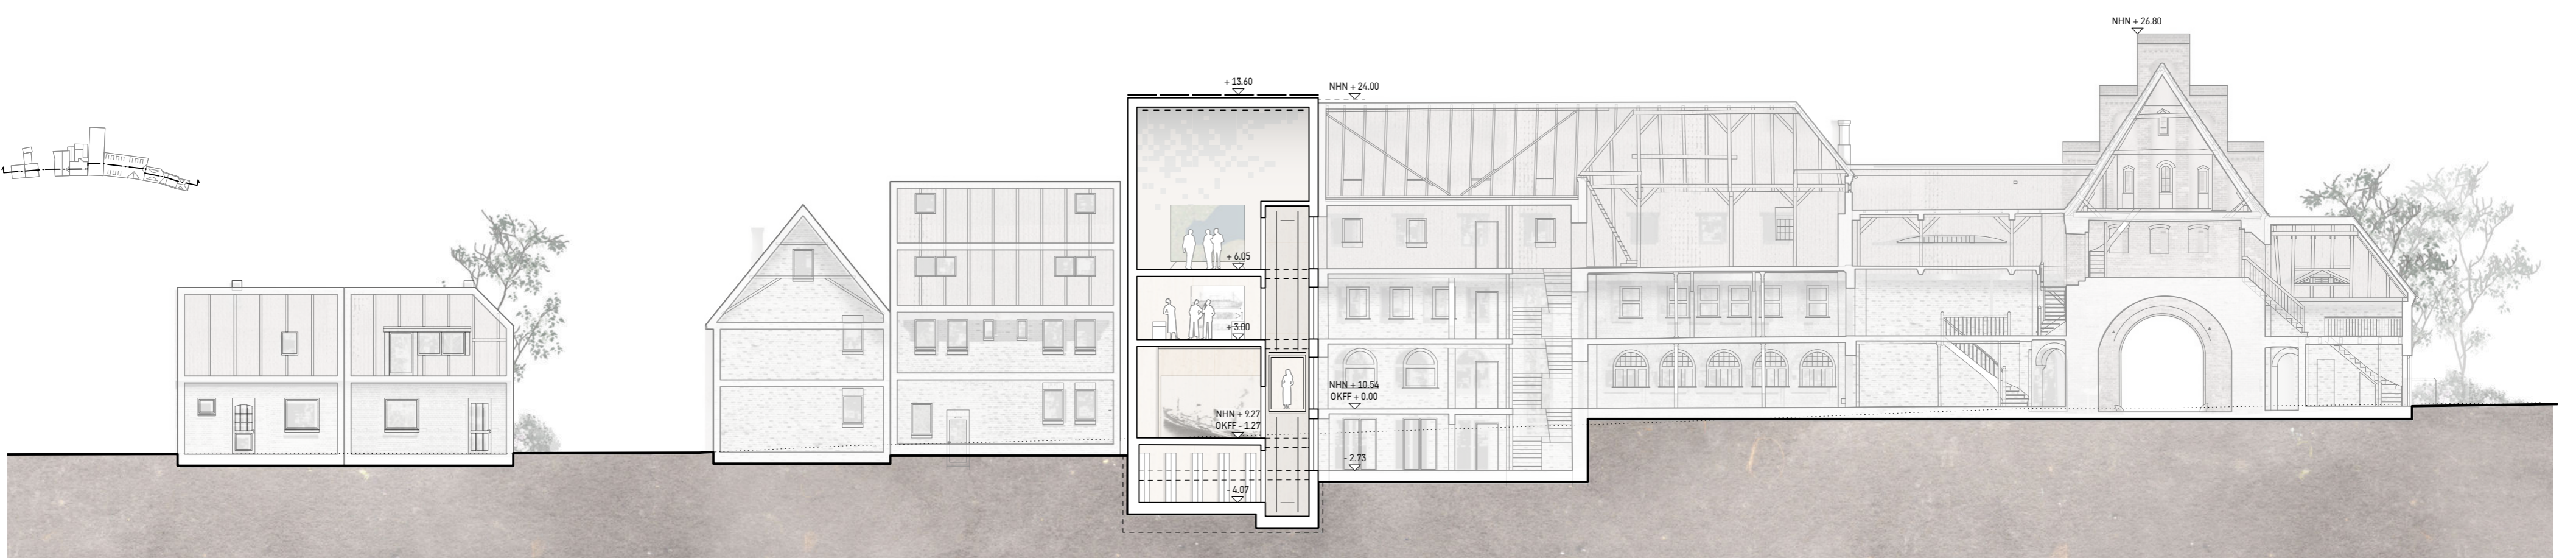 NHN + 26.80
+ 13.60
NHN + 24.00
+ 6.05
+ 3.00
NHN + 10.54
OKFF + 0.00
NHN + 9.27
OKFF - 1.27
- 2.73
- 4.07